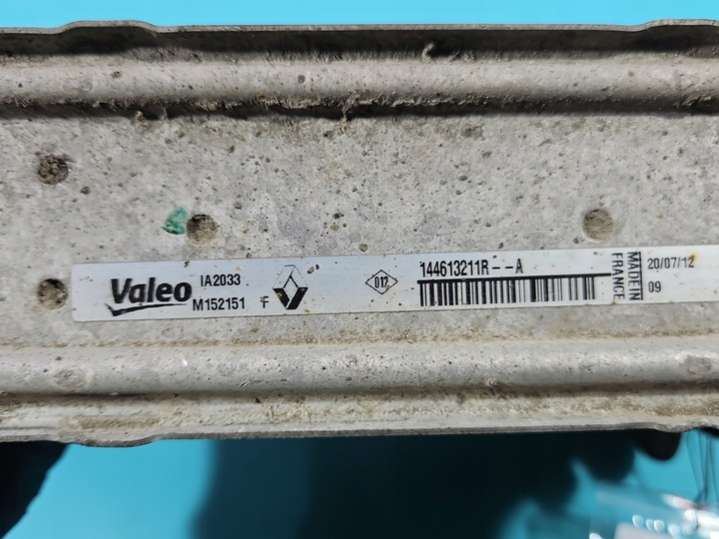 Valeo
IA2033
M152151 F
012
144613211R--A
MADE IN
FRANCE
20/07/12
09